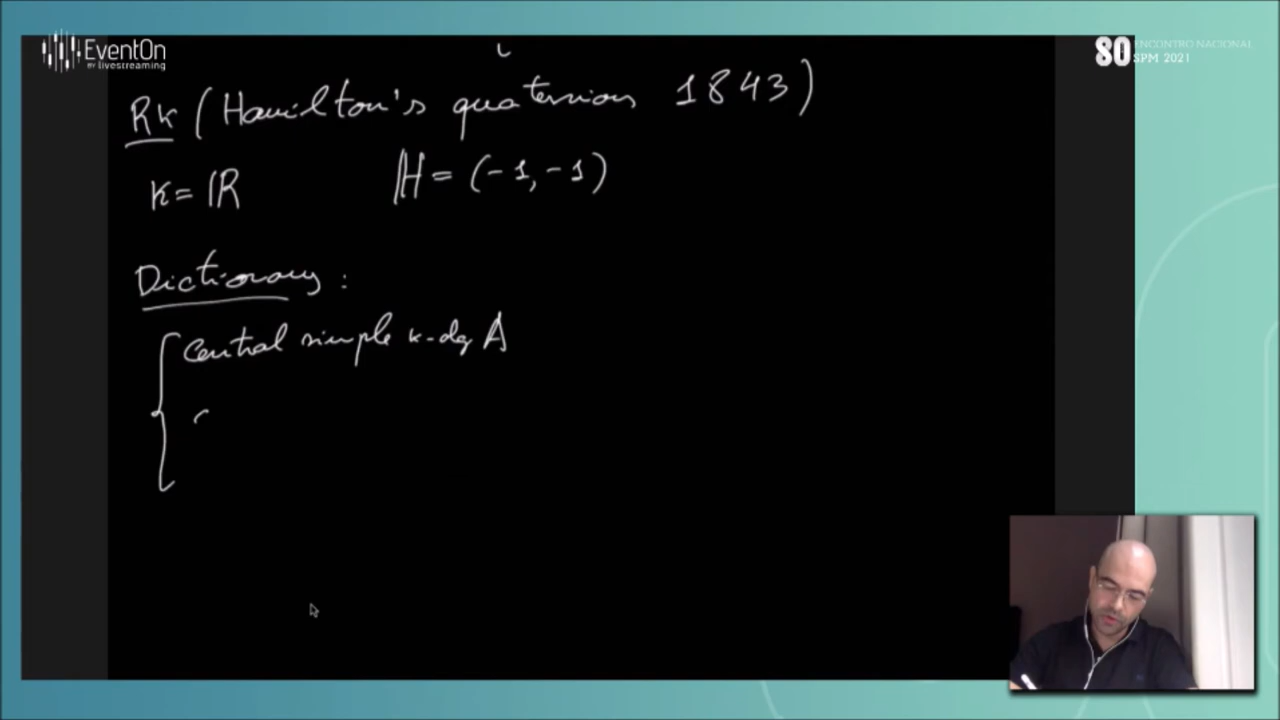 EventOn
BY livestreaming
80 ENCONTRO NACIONAL
SPM 2021
Rk (Hamilton's quaternions 1843)
k = ℝ ℍ = (-1, -1)
Dictionary :
Central simple k-alg A